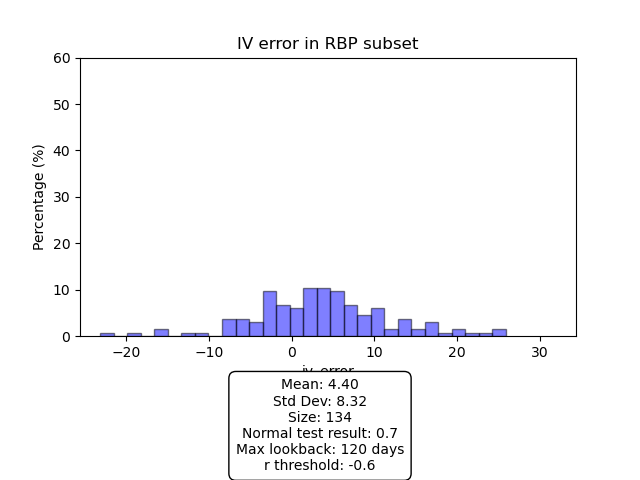 IV error in RBP subset
60
50
40
30
20
10
0
Percentage (%)
−20
−10
0
10
20
30
iv_error
Mean: 4.40
Std Dev: 8.32
Size: 134
Normal test result: 0.7
Max lookback: 120 days
r threshold: -0.6